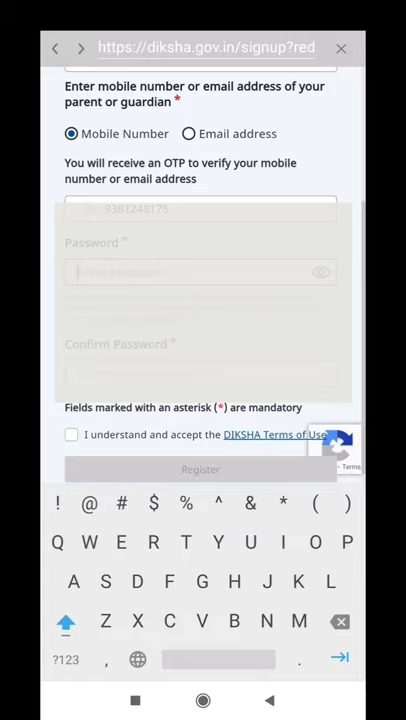 https://diksha.gov.in/signup?red
Enter mobile number or email address of your
parent or guardian *
Mobile Number
Email address
You will receive an OTP to verify your mobile
number or email address
9381248175
Password *
Confirm Password *
Fields marked with an asterisk (*) are mandatory
I understand and accept the DIKSHA Terms of Use
- Terms
Register
! @ # $ % ^ & * ( )
Q W E R T Y U I O P
A S D F G H J K L
Z X C V B N M
?123 , .